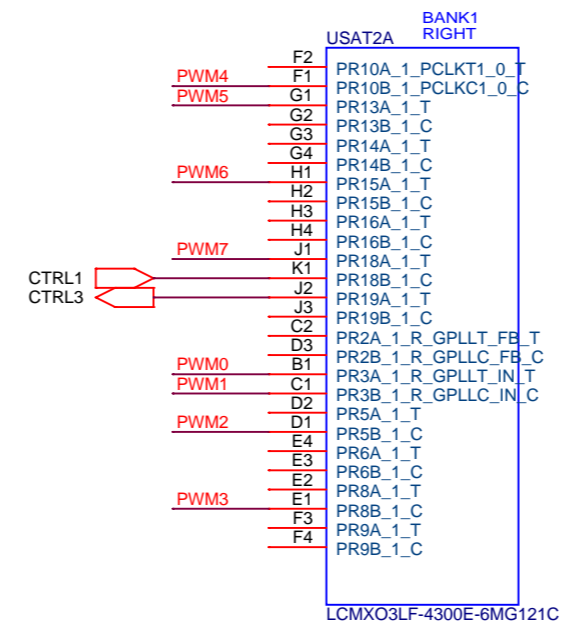 BANK1
USAT2A RIGHT
F2 PR10A_1_PCLKT1_0_T
PWM4 F1 PR10B_1_PCLKC1_0_C
PWM5 G1 PR13A_1_T
G2 PR13B_1_C
G3 PR14A_1_T
G4 PR14B_1_C
PWM6 H1 PR15A_1_T
H2 PR15B_1_C
H3 PR16A_1_T
H4 PR16B_1_C
PWM7 J1 PR18A_1_T
CTRL1 K1 PR18B_1_C
CTRL3 J2 PR19A_1_T
J3 PR19B_1_C
C2 PR2A_1_R_GPLLT_FB_T
D3 PR2B_1_R_GPLLC_FB_C
PWM0 B1 PR3A_1_R_GPLLT_IN_T
PWM1 C1 PR3B_1_R_GPLLC_IN_C
D2 PR5A_1_T
PWM2 D1 PR5B_1_C
E4 PR6A_1_T
E3 PR6B_1_C
E2 PR8A_1_T
PWM3 E1 PR8B_1_C
F3 PR9A_1_T
F4 PR9B_1_C
LCMXO3LF-4300E-6MG121C